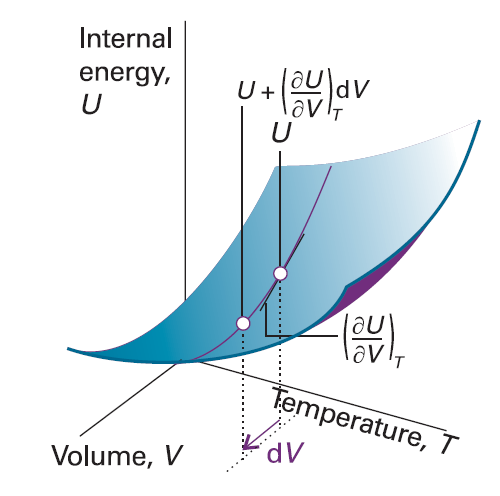 Internal
energy,
U
U + (∂U/∂V)_T dV
U
(∂U/∂V)_T
Temperature, T
Volume, V
dV